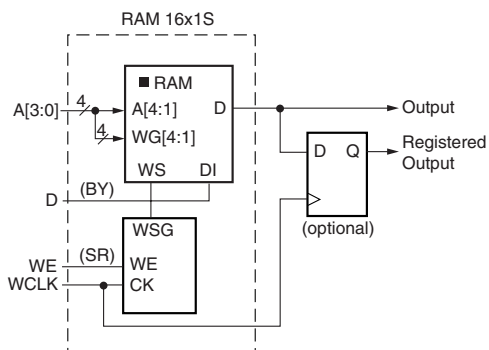 RAM 16x1S
RAM
A[3:0]
4
A[4:1]
D
Output
4
WG[4:1]
D
Q
Registered
Output
WS
DI
D
(BY)
WSG
(optional)
WE
(SR)
WE
WCLK
CK